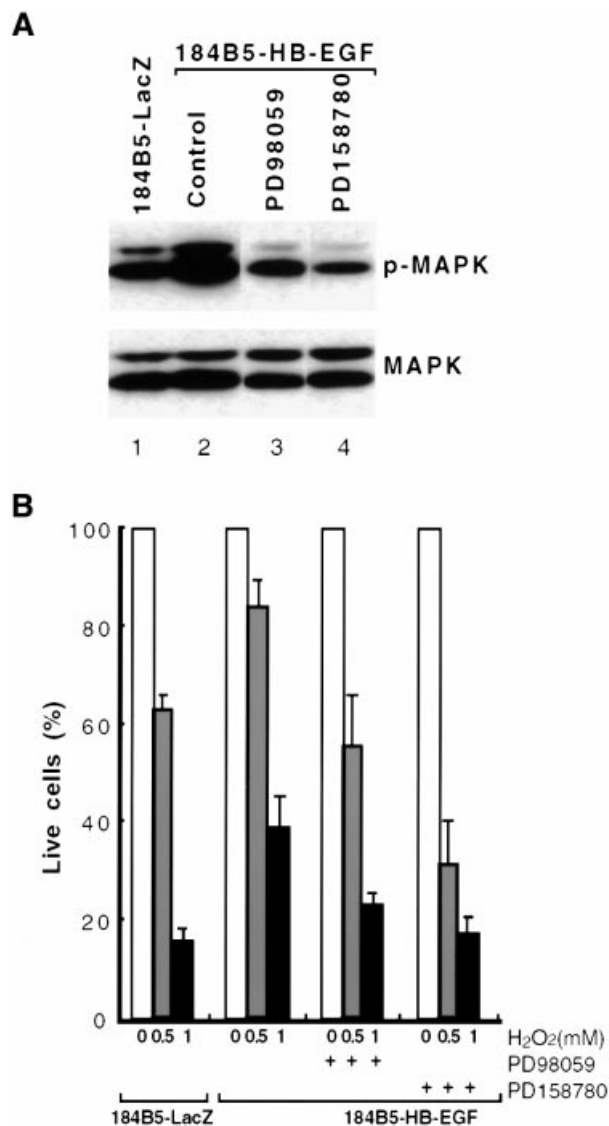 A
184B5-HB-EGF
184B5-LacZ
Control
PD98059
PD158780
p-MAPK
MAPK
1 2 3 4
B
Live cells (%)
100
80
60
40
20
0
0 0.5 1 0 0.5 1 0 0.5 1 0 0.5 1 H₂O₂(mM)
+ + + PD98059
+ + + PD158780
184B5-LacZ 184B5-HB-EGF